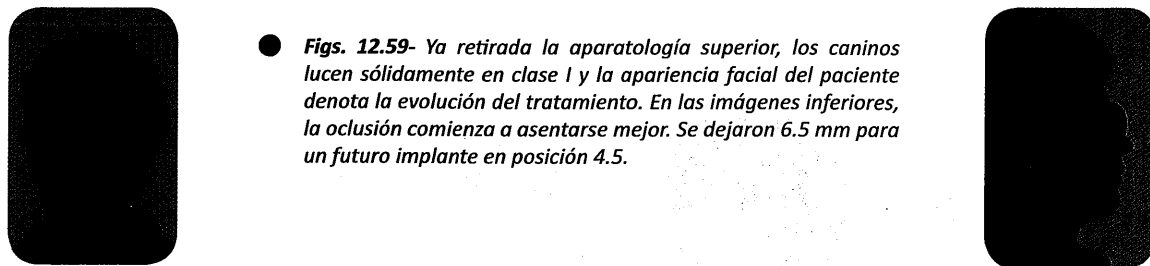 Figs. 12.59- Ya retirada la aparatología superior, los caninos
lucen sólidamente en clase I y la apariencia facial del paciente
denota la evolución del tratamiento. En las imágenes inferiores,
la oclusión comienza a asentarse mejor. Se dejaron 6.5 mm para
un futuro implante en posición 4.5.